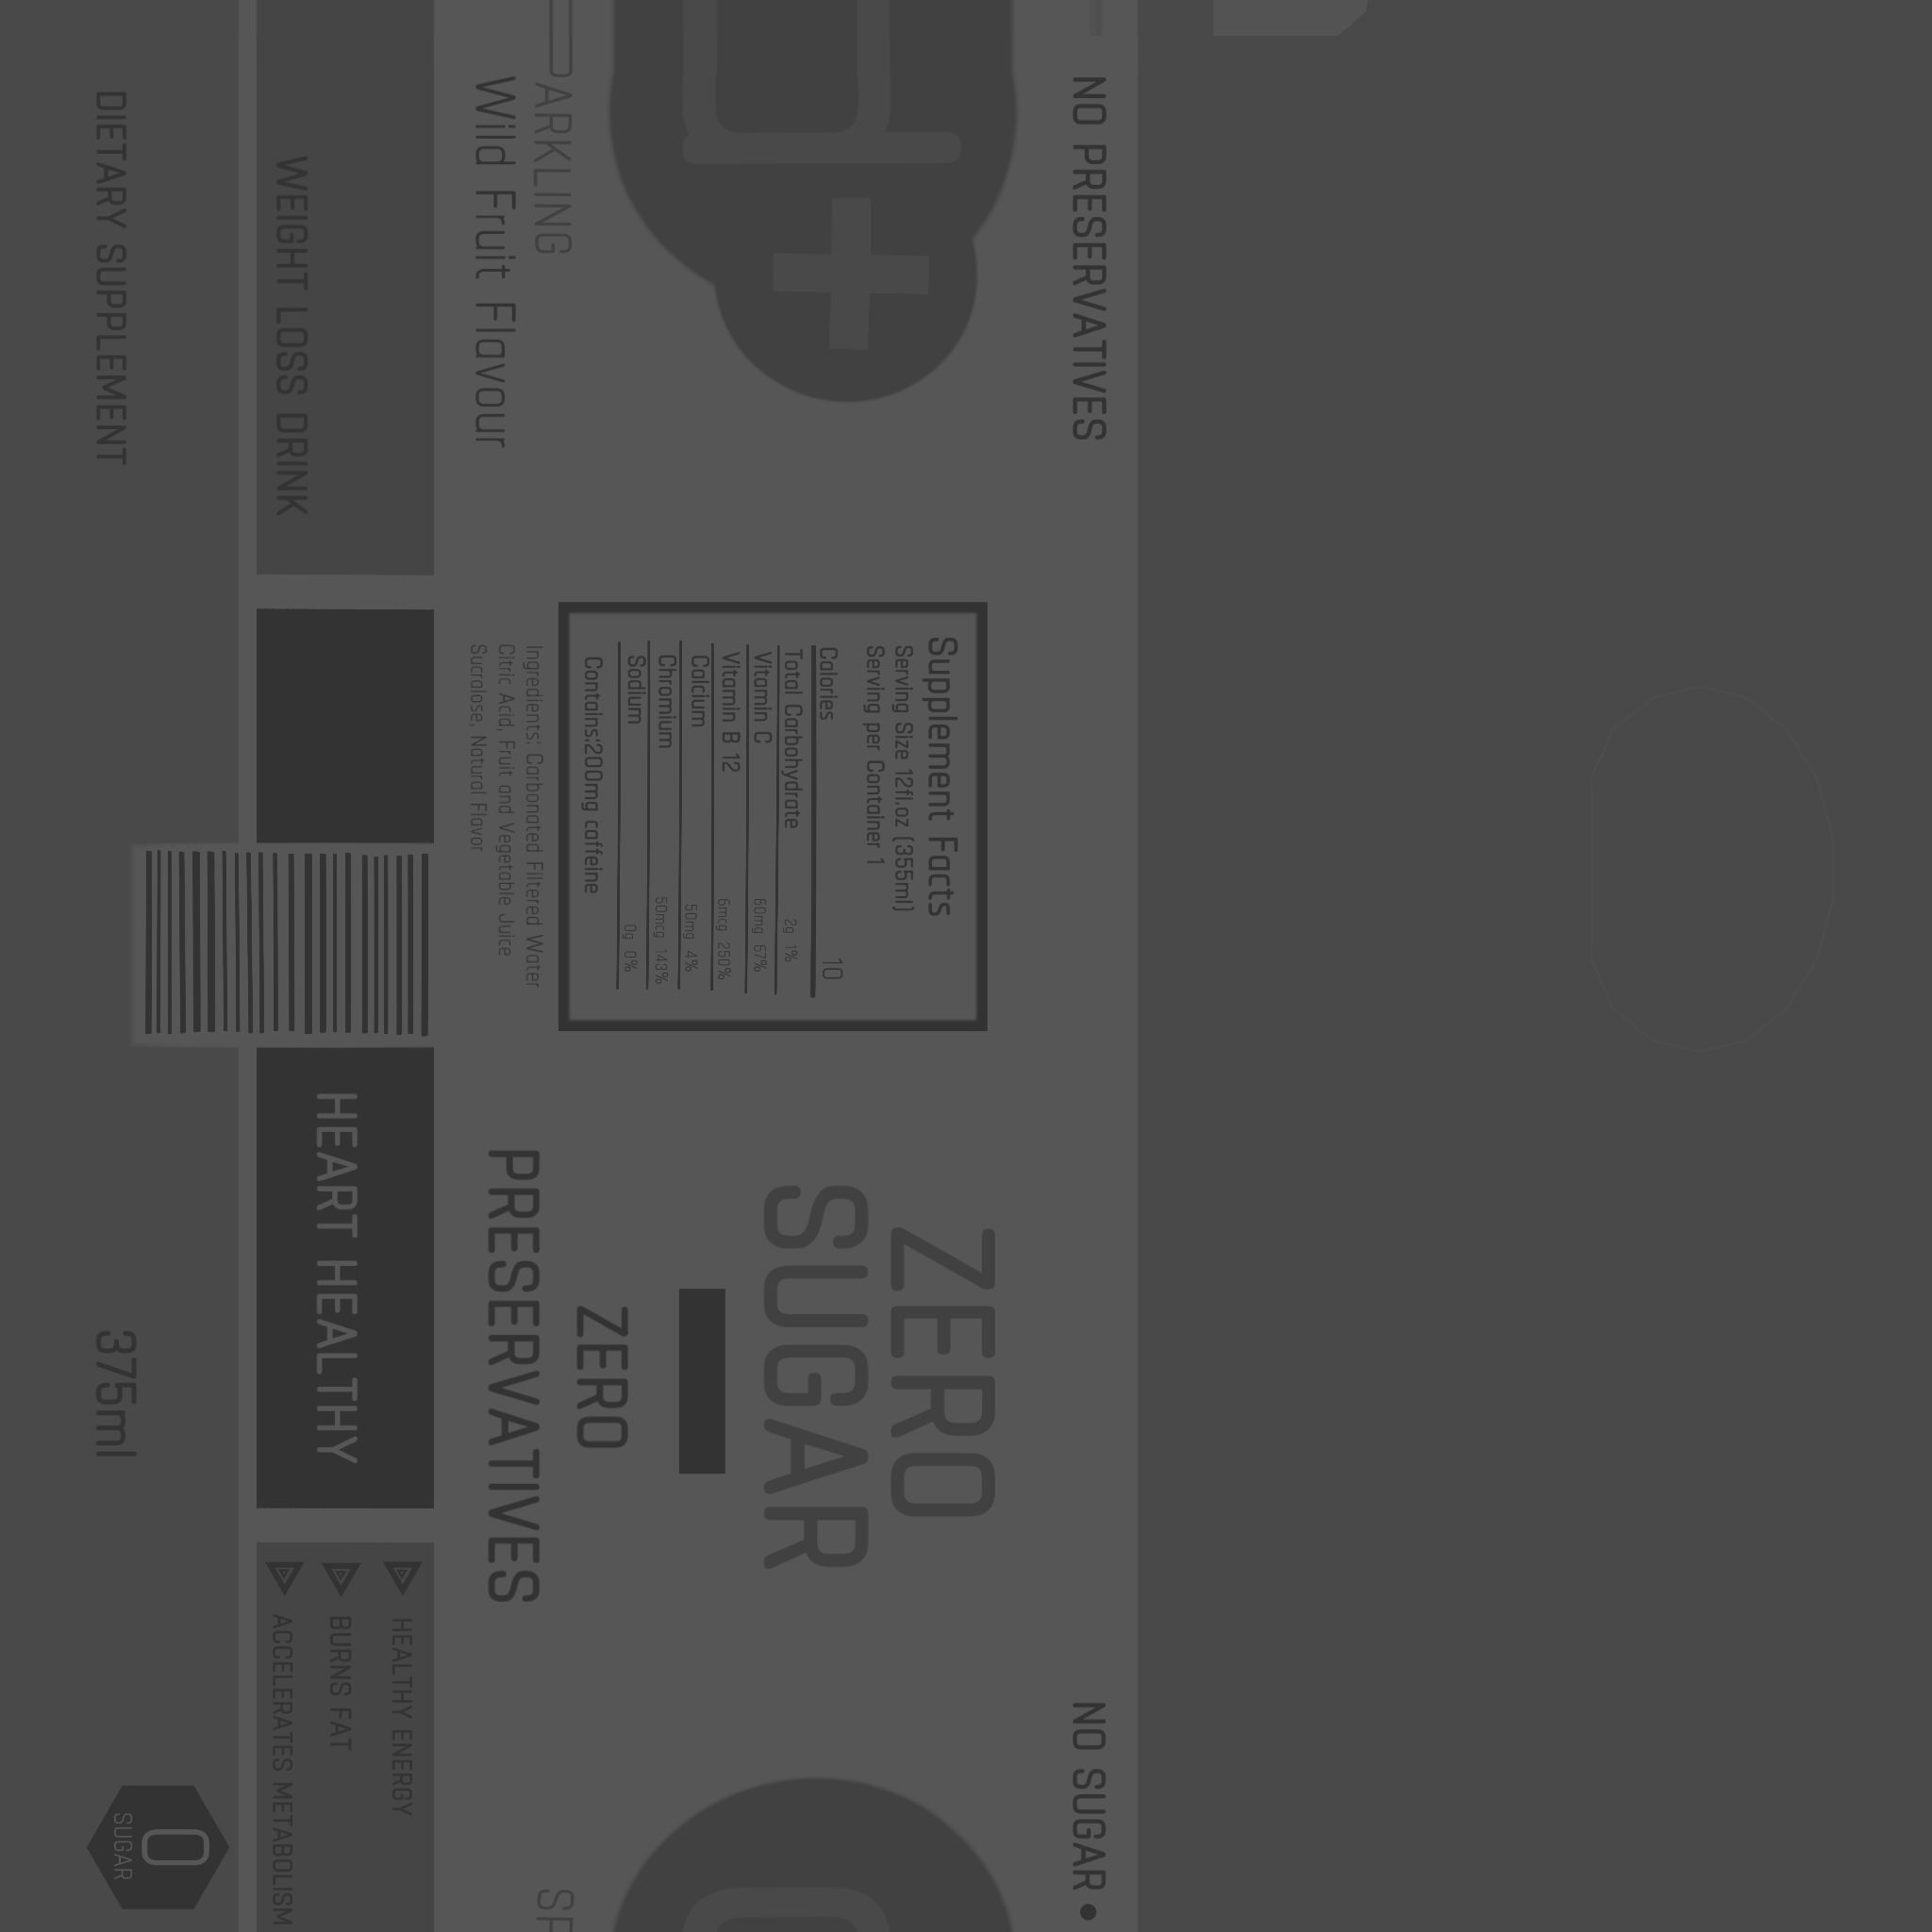 NO PRESERVATIVES
NO SUGAR •
ARKLING
Wild Fruit Flavour
WEIGHT LOSS DRINK
DIETARY SUPPLEMENT
Supplement Facts
Serving Size 12fl.oz (355ml)
Serving per Container 1
Calories 10
Total Carbohydrate 2g 1%
Vitamin C 60mg 67%
Vitamin B 12 6mcg 250%
Calcium 50mg 4%
Chromium 50mcg 143%
Sodium 0g 0%
Contains:200mg caffeine
Ingredients: Carbonated Filtered Water
Citric Acid, Fruit and Vegetable Juice
Sucralose, Natural Flavor
ZERO
SUGAR
ZERO
PRESERVATIVES
HEART HEALTHY
375ml
HEALTHY ENERGY
BURNS FAT
ACCELERATES METABOLISM
0
SUGAR